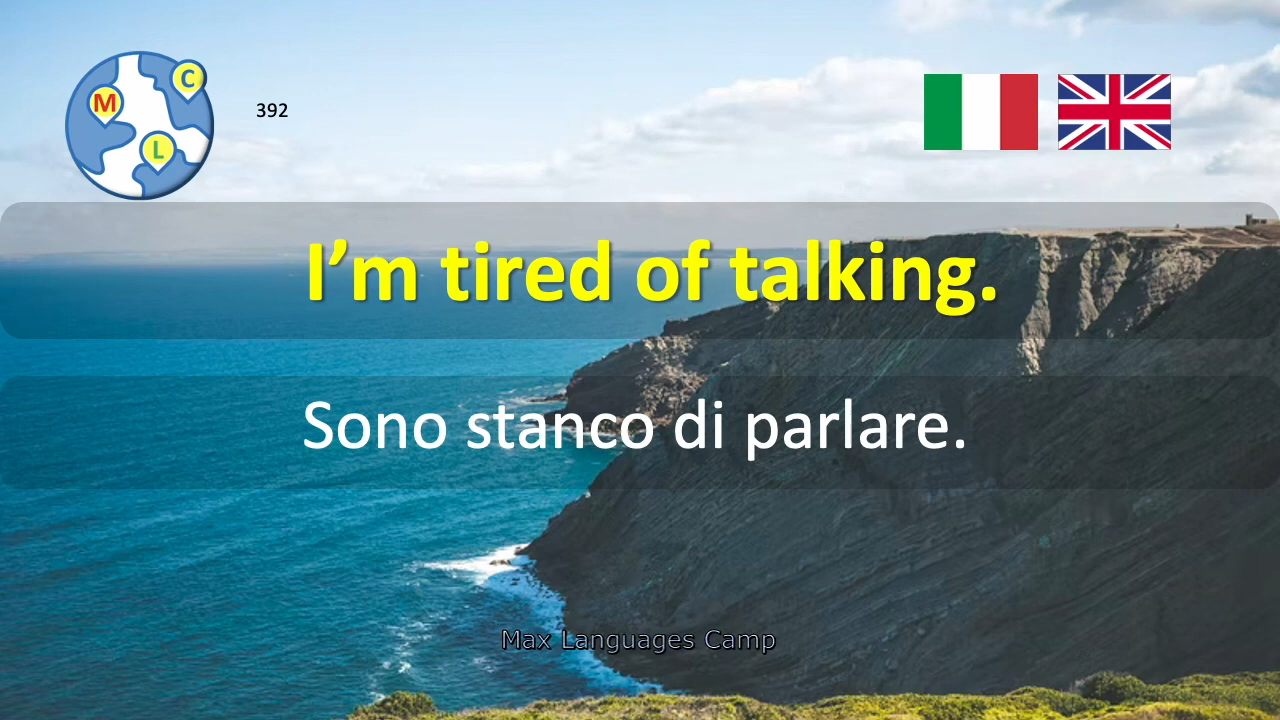 C
M
392
L
I’m tired of talking.
Sono stanco di parlare.
Max Languages Camp